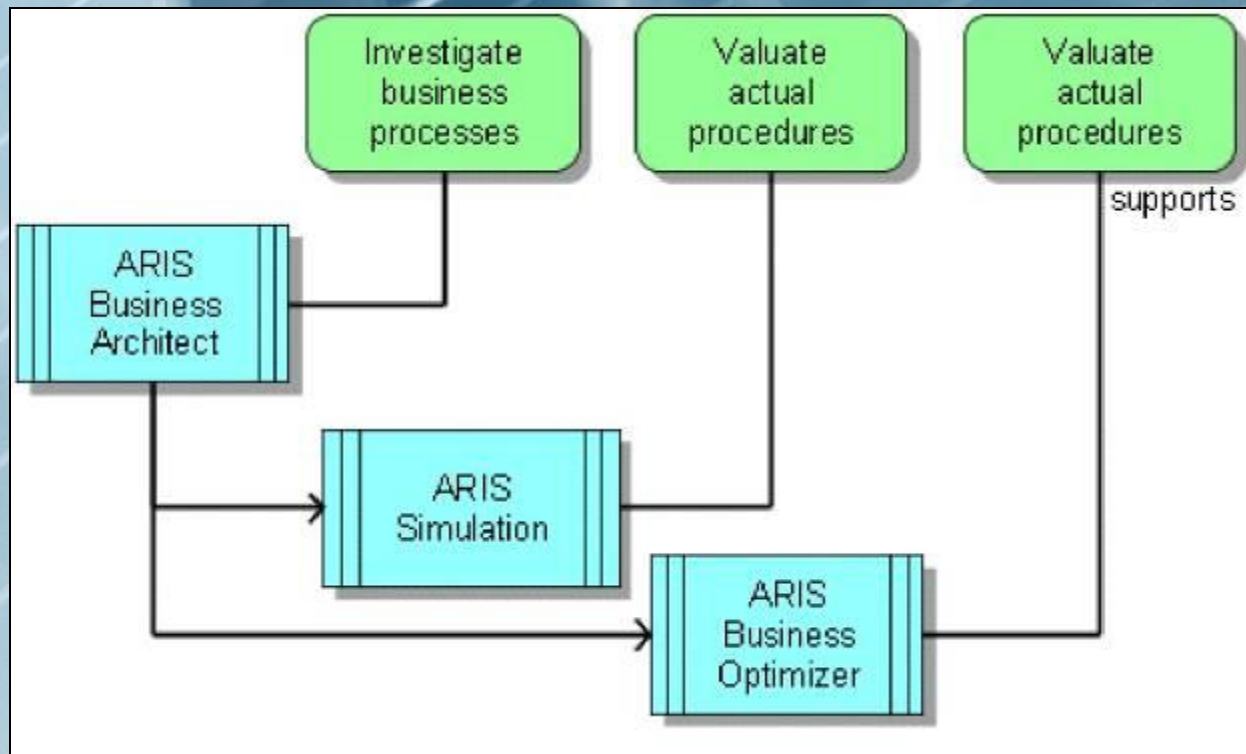 Investigate
business
processes
Valuate
actual
procedures
Valuate
actual
procedures
supports
ARIS
Business
Architect
ARIS
Simulation
ARIS
Business
Optimizer